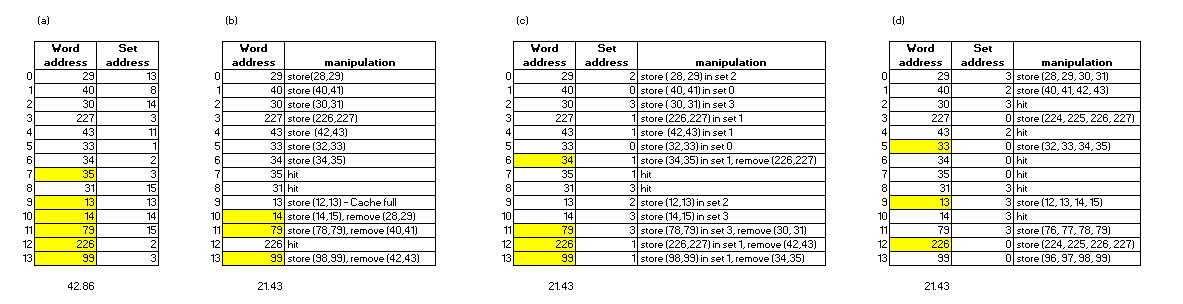 (a) (b) (c) (d)
Word Set Word Word Set Word Set
address address address manipulation address address manipulation address address manipulation
0 29 13 0 29 store(28,29) 0 29 2 store ( 28, 29) in set 2 0 29 3 store (28, 29, 30, 31)
1 40 8 1 40 store (40,41) 1 40 0 store ( 40, 41) in set 0 1 40 2 store (40, 41, 42, 43)
2 30 14 2 30 store (30,31) 2 30 3 store ( 30, 31) in set 3 2 30 3 hit
3 227 3 3 227 store (226,227) 3 227 1 store (226,227) in set 1 3 227 0 store (224, 225, 226, 227)
4 43 11 4 43 store (42,43) 4 43 1 store (42,43) in set 1 4 43 2 hit
5 33 1 5 33 store (32,33) 5 33 0 store (32,33) in set 0 5 33 0 store (32, 33, 34, 35)
6 34 2 6 34 store (34,35) 6 34 1 store (34,35) in set 1, remove (226,227) 6 34 0 hit
7 35 3 7 35 hit 7 35 1 hit 7 35 0 hit
8 31 15 8 31 hit 8 31 3 hit 8 31 3 hit
9 13 13 9 13 store (12,13) - Cache full 9 13 2 store (12,13) in set 2 9 13 3 store (12, 13, 14, 15)
10 14 14 10 14 store (14,15), remove (28,29) 10 14 3 store (14,15) in set 3 10 14 3 hit
11 79 15 11 79 store (78,79), remove (40,41) 11 79 3 store (78,79) in set 3, remove (30, 31) 11 79 3 store (76, 77, 78, 79)
12 226 2 12 226 hit 12 226 1 store (226,227) in set 1, remove (42,43) 12 226 0 store (224, 225, 226, 227)
13 99 3 13 99 store (98,99), remove (42,43) 13 99 1 store (98,99) in set 1, remove (34,35) 13 99 0 store (96, 97, 98, 99)
42.86 21.43 21.43 21.43